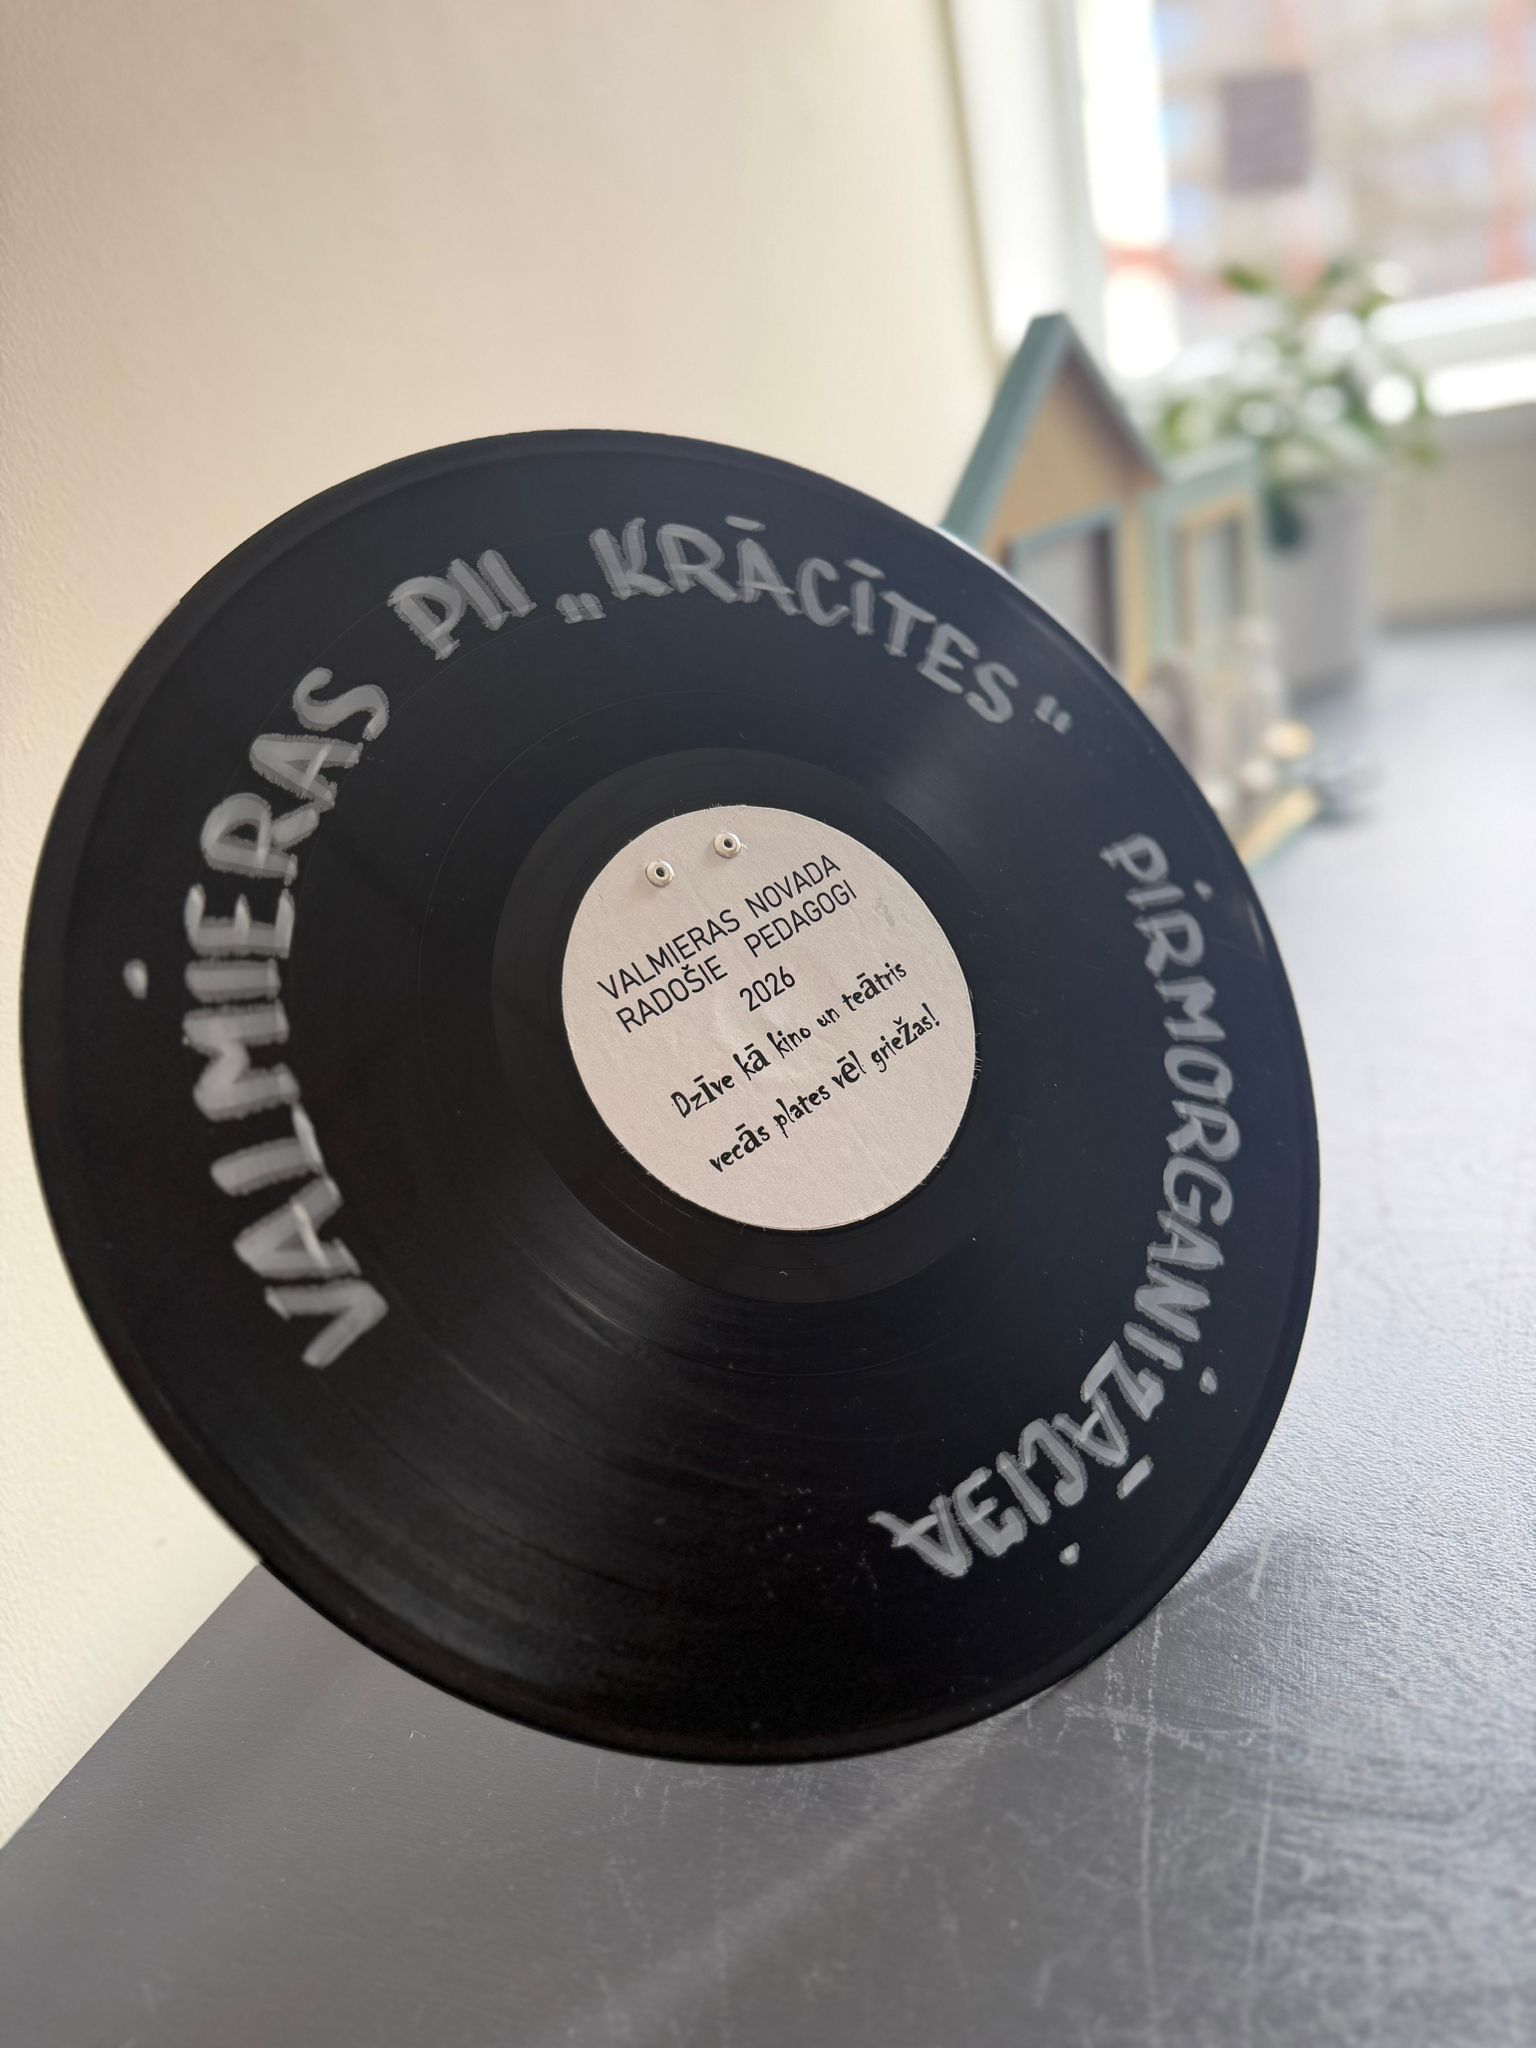 VALMIERAS PII „KRĀCĪTES"
PIRMORGANIZĀCIJA
VALMIERAS NOVADA
RADOŠIE PEDAGOGI
2026
Dzīve kā kino un teātris
vecās plates vēl griežas!